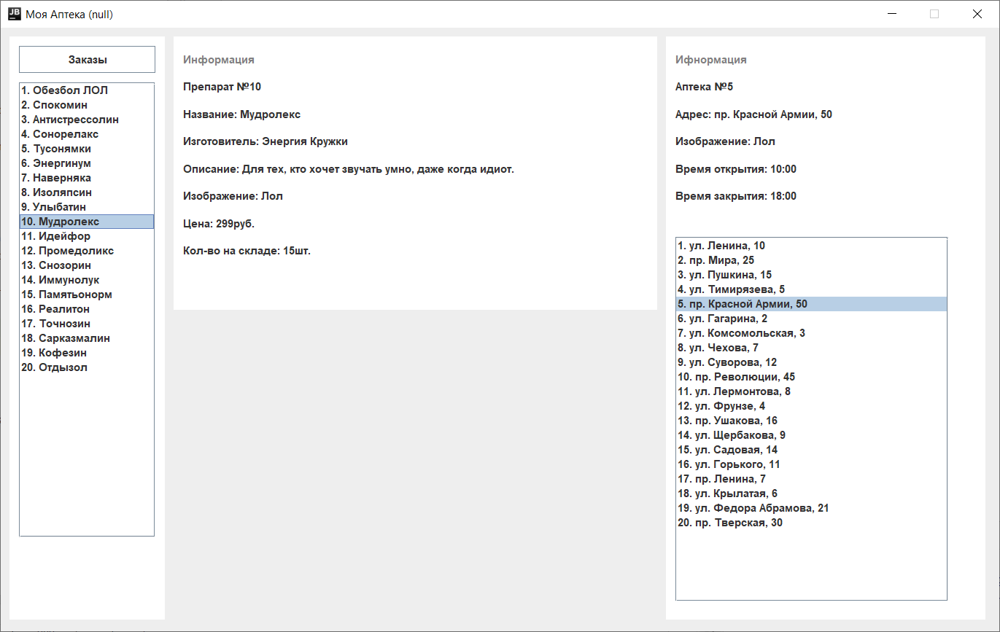 JB Моя Аптека (null)
Заказы
1. Обезбол ЛОЛ
2. Спокомин
3. Антистрессолин
4. Сонорелакс
5. Тусонямки
6. Энергинум
7. Наверняка
8. Изоляпсин
9. Улыбатин
10. Мудролекс
11. Идейфор
12. Промедоликс
13. Снозорин
14. Иммунолук
15. Памятьонорм
16. Реалитон
17. Точнозин
18. Сарказмалин
19. Кофезин
20. Отдызол
Информация
Препарат №10
Название: Мудролекс
Изготовитель: Энергия Кружки
Описание: Для тех, кто хочет звучать умно, даже когда идиот.
Изображение: Лол
Цена: 299руб.
Кол-во на складе: 15шт.
Ифнормация
Аптека №5
Адрес: пр. Красной Армии, 50
Изображение: Лол
Время открытия: 10:00
Время закрытия: 18:00
1. ул. Ленина, 10
2. пр. Мира, 25
3. ул. Пушкина, 15
4. ул. Тимирязева, 5
5. пр. Красной Армии, 50
6. ул. Гагарина, 2
7. ул. Комсомольская, 3
8. ул. Чехова, 7
9. ул. Суворова, 12
10. пр. Революции, 45
11. ул. Лермонтова, 8
12. ул. Фрунзе, 4
13. пр. Ушакова, 16
14. ул. Щербакова, 9
15. ул. Садовая, 14
16. ул. Горького, 11
17. пр. Ленина, 7
18. ул. Крылатая, 6
19. ул. Федора Абрамова, 21
20. пр. Тверская, 30